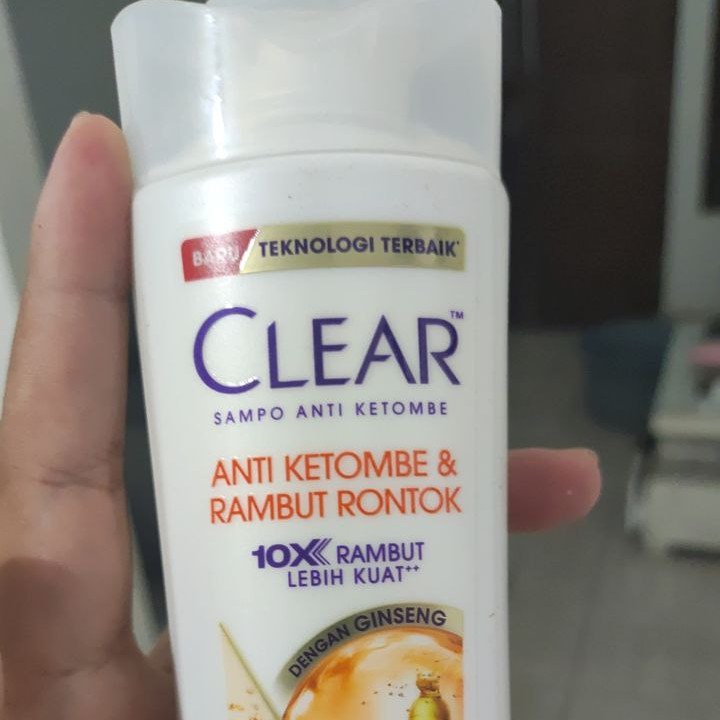 BARU TEKNOLOGI TERBAIK*
CLEAR™
SAMPO ANTI KETOMBE
ANTI KETOMBE &
RAMBUT RONTOK
10X RAMBUT
LEBIH KUAT++
DENGAN GINSENG